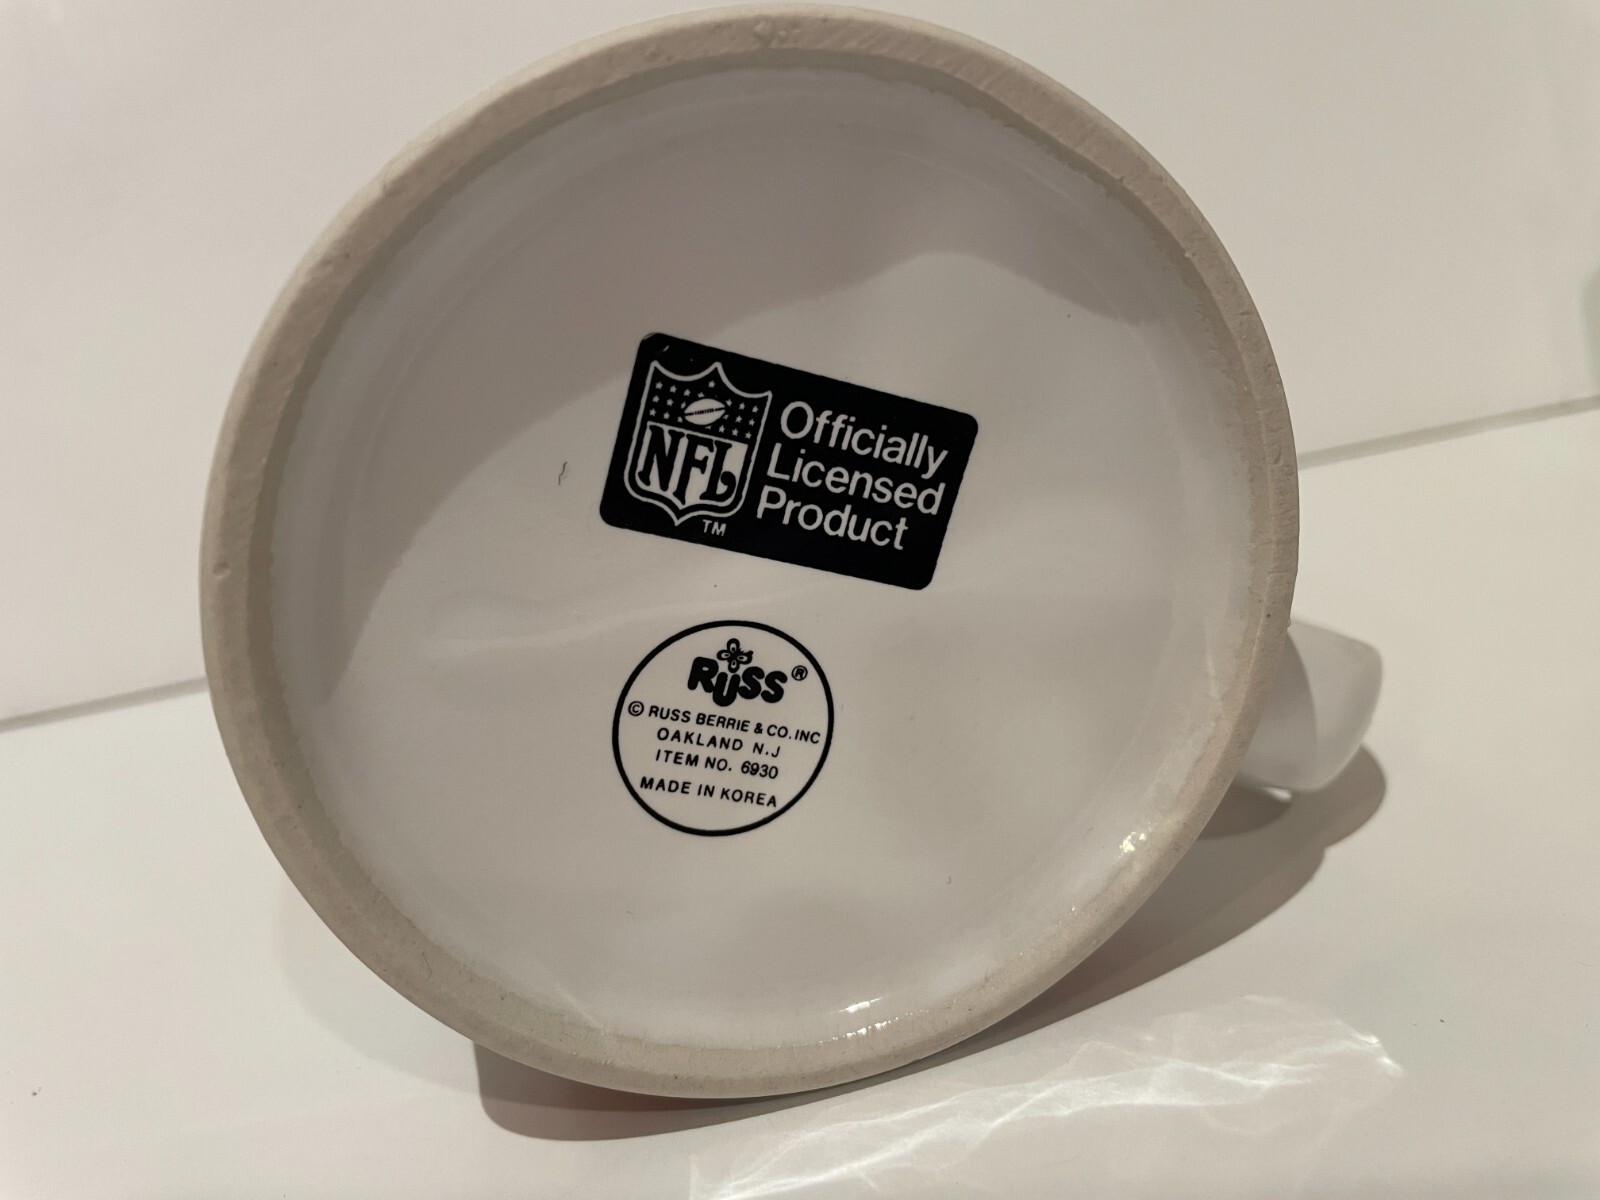 NFL
TM
Officially
Licensed
Product
RUSS®
© RUSS BERRIE & CO. INC
OAKLAND N.J
ITEM NO. 6930
MADE IN KOREA